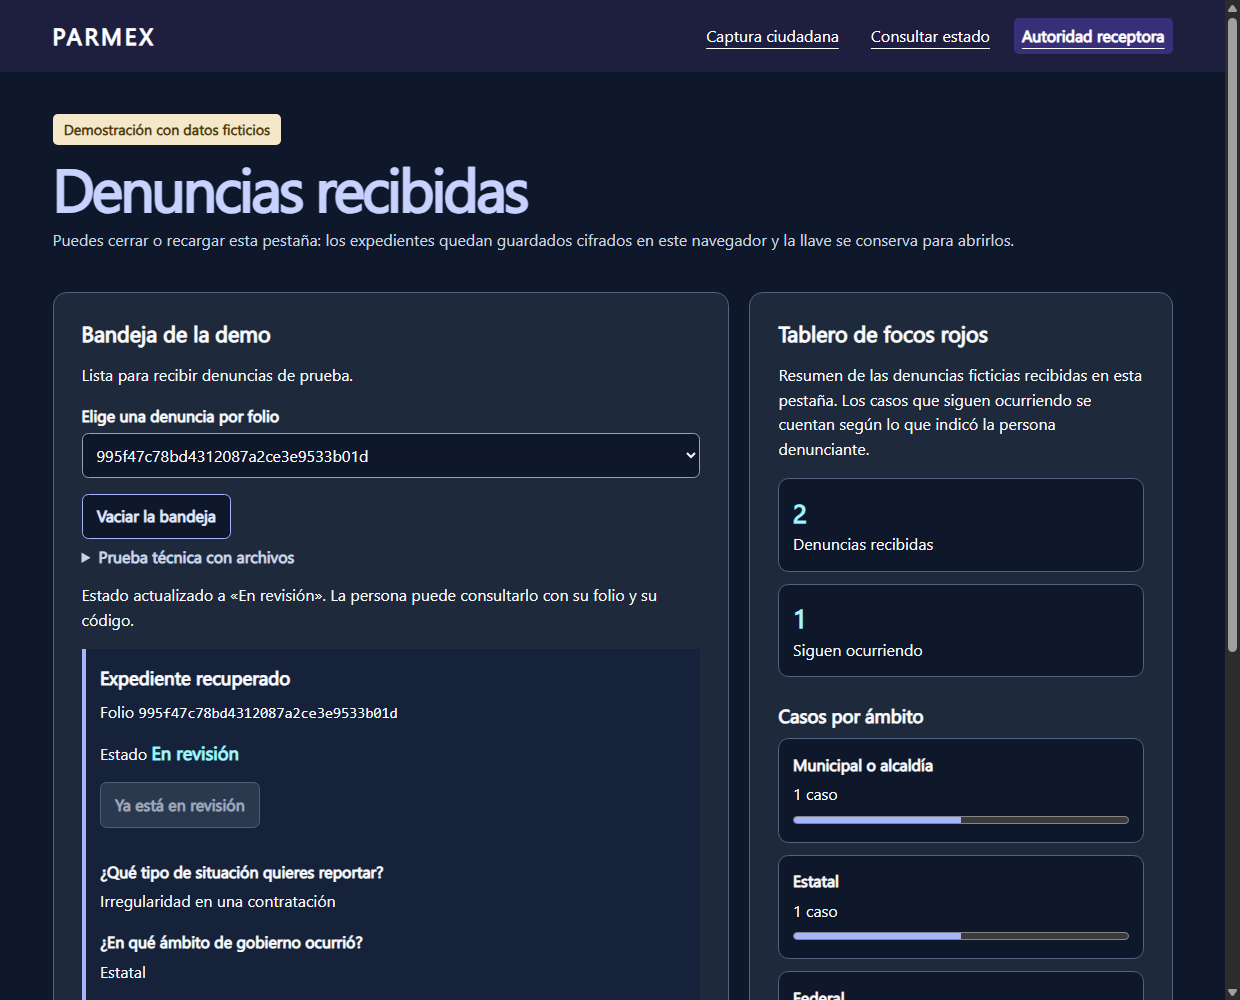 PARMEX
Captura ciudadana
Consultar estado
Autoridad receptora
Demostración con datos ficticios
Denuncias recibidas
Puedes cerrar o recargar esta pestaña: los expedientes quedan guardados cifrados en este navegador y la llave se conserva para abrirlos.
Bandeja de la demo
Lista para recibir denuncias de prueba.
Elige una denuncia por folio
995f47c78bd4312087a2ce3e9533b01d
Vaciar la bandeja
Prueba técnica con archivos
Estado actualizado a «En revisión». La persona puede consultarlo con su folio y su
código.
Expediente recuperado
Folio 995f47c78bd4312087a2ce3e9533b01d
Estado En revisión
Ya está en revisión
¿Qué tipo de situación quieres reportar?
Irregularidad en una contratación
¿En qué ámbito de gobierno ocurrió?
Estatal
Tablero de focos rojos
Resumen de las denuncias ficticias recibidas en esta
pestaña. Los casos que siguen ocurriendo se
cuentan según lo que indicó la persona
denunciante.
2
Denuncias recibidas
1
Siguen ocurriendo
Casos por ámbito
Municipal o alcaldía
1 caso
Estatal
1 caso
Federal